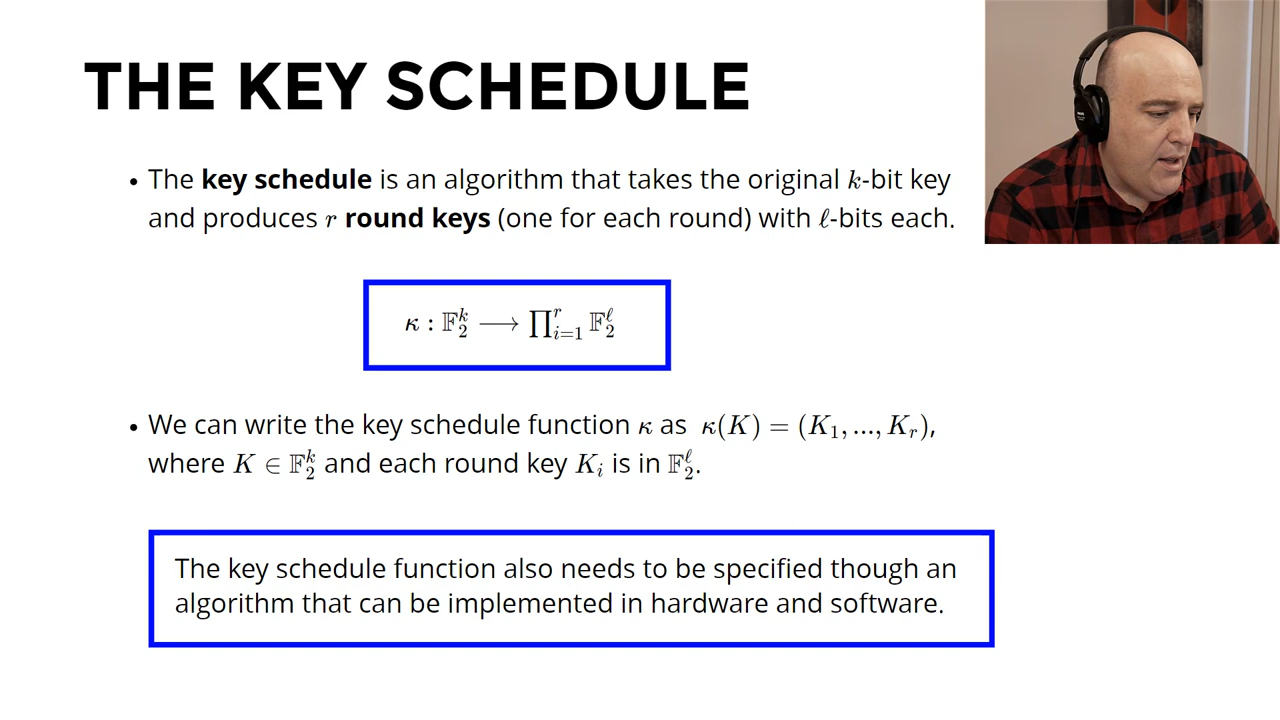 THE KEY SCHEDULE
• The key schedule is an algorithm that takes the original k-bit key
and produces r round keys (one for each round) with ℓ-bits each.
κ : 𝔽₂ᵏ ⟶ ∏ᵢ₌₁ʳ 𝔽₂^ℓ
• We can write the key schedule function κ as κ(K) = (K₁, ..., Kᵣ),
where K ∈ 𝔽₂ᵏ and each round key Kᵢ is in 𝔽₂^ℓ.
The key schedule function also needs to be specified though an
algorithm that can be implemented in hardware and software.